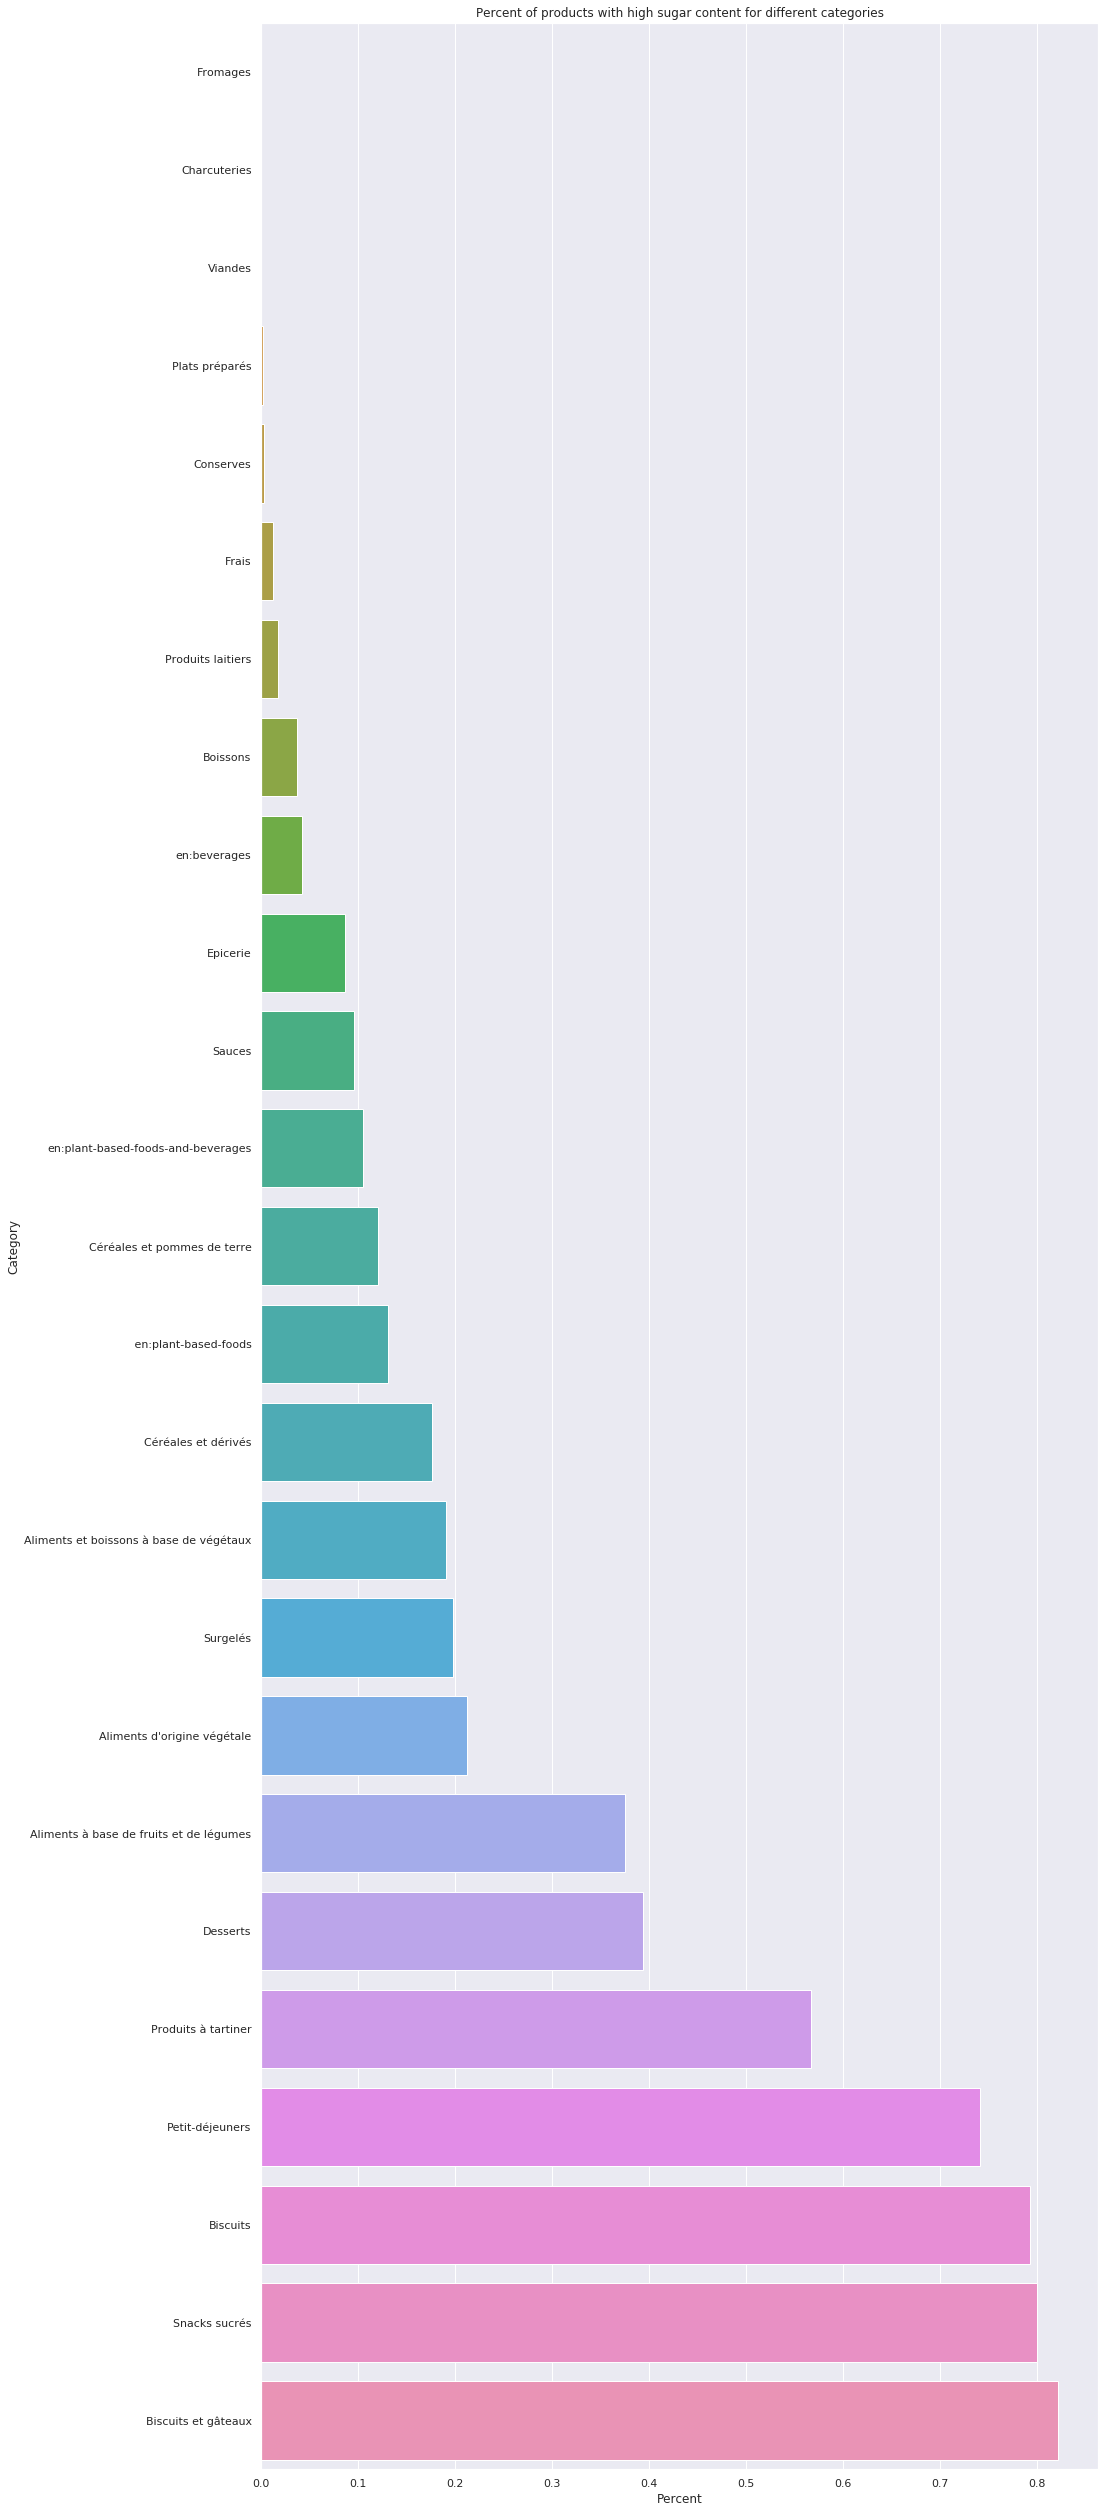 Percent of products with high sugar content for different categories
Fromages
Charcuteries
Viandes
Plats préparés
Conserves
Frais
Produits laitiers
Boissons
en:beverages
Epicerie
Sauces
en:plant-based-foods-and-beverages
Céréales et pommes de terre
en:plant-based-foods
Céréales et dérivés
Aliments et boissons à base de végétaux
Surgelés
Aliments d'origine végétale
Aliments à base de fruits et de légumes
Desserts
Produits à tartiner
Petit-déjeuners
Biscuits
Snacks sucrés
Biscuits et gâteaux
Category
0.0 0.1 0.2 0.3 0.4 0.5 0.6 0.7 0.8
Percent